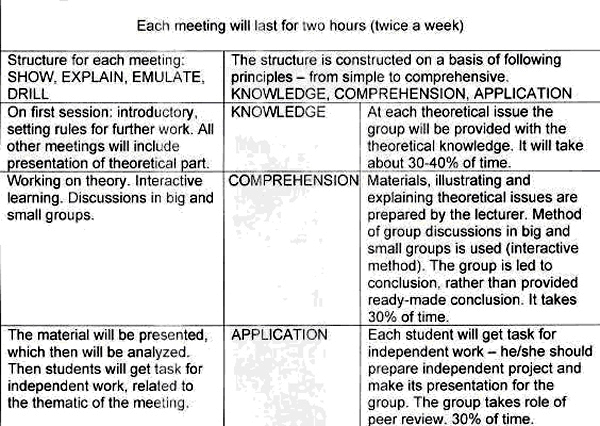 Each meeting will last for two hours (twice a week)
Structure for each meeting:
SHOW, EXPLAIN, EMULATE,
DRILL
The structure is constructed on a basis of following
principles – from simple to comprehensive.
KNOWLEDGE, COMPREHENSION, APPLICATION
On first session: introductory,
setting rules for further work. All
other meetings will include
presentation of theoretical part.
KNOWLEDGE
At each theoretical issue the
group will be provided with the
theoretical knowledge. It will take
about 30-40% of time.
Working on theory. Interactive
learning. Discussions in big and
small groups.
COMPREHENSION
Materials, illustrating and
explaining theoretical issues are
prepared by the lecturer. Method
of group discussions in big and
small groups is used (interactive
method). The group is led to
conclusion, rather than provided
ready-made conclusion. It takes
30% of time.
The material will be presented,
which then will be analyzed.
Then students will get task for
independent work, related to
the thematic of the meeting.
APPLICATION
Each student will get task for
independent work – he/she should
prepare independent project and
make its presentation for the
group. The group takes role of
peer review. 30% of time.